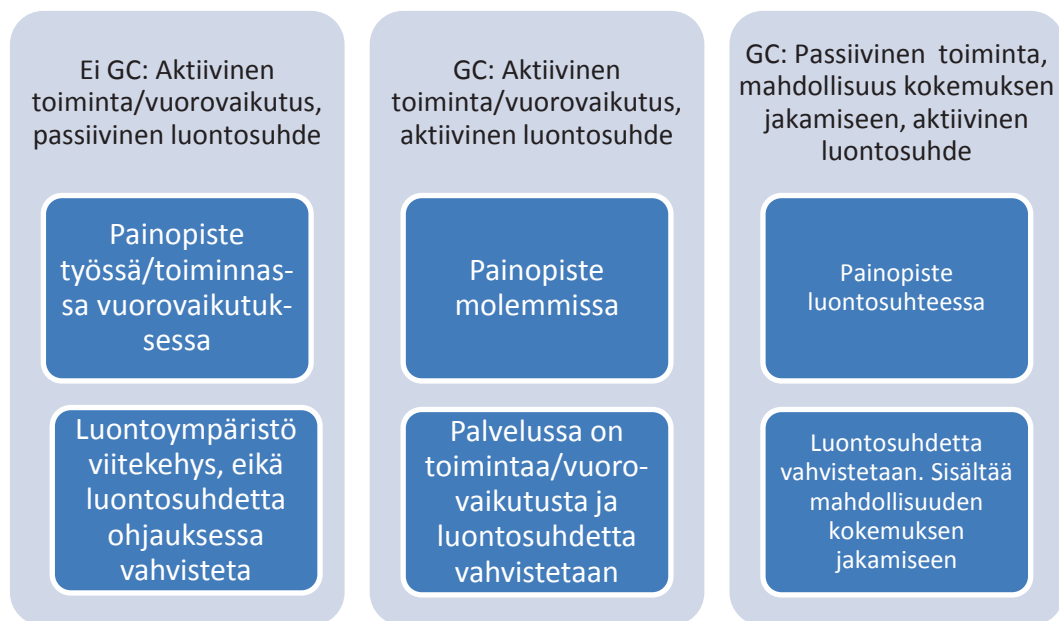 Ei GC: Aktiivinen
toiminta/vuorovaikutus,
passiivinen luontosuhde
Painopiste
työssä/toiminnas-
sa vuorovaikutuk-
sessa
Luontoympäristö
viitekehys, eikä
luontosuhdetta
ohjauksessa
vahvisteta
GC: Aktiivinen
toiminta/vuorovaikutus,
aktiivinen luontosuhde
Painopiste
molemmissa
Palvelussa on
toimintaa/vuoro-
vaikutusta ja
luontosuhdetta
vahvistetaan
GC: Passiivinen toiminta,
mahdollisuus kokemuksen
jakamiseen, aktiivinen
luontosuhde
Painopiste
luontosuhteessa
Luontosuhdetta
vahvistetaan. Sisältää
mahdollisuuden
kokemuksen
jakamiseen